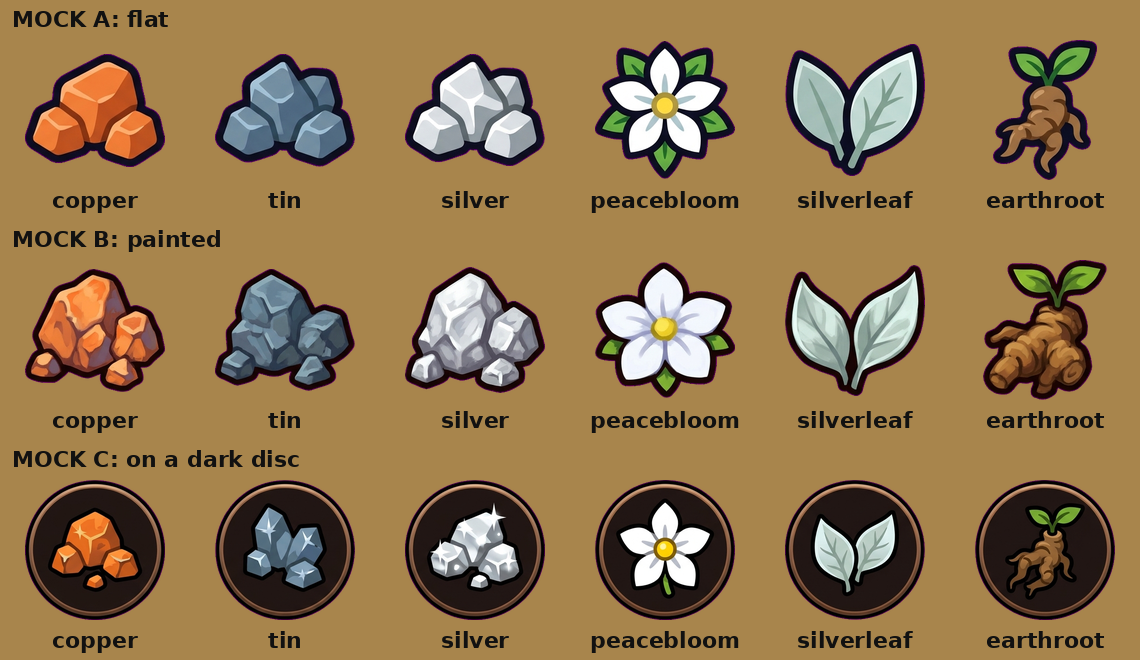 MOCK A: flat
copper tin silver peacebloom silverleaf earthroot
MOCK B: painted
copper tin silver peacebloom silverleaf earthroot
MOCK C: on a dark disc
copper tin silver peacebloom silverleaf earthroot